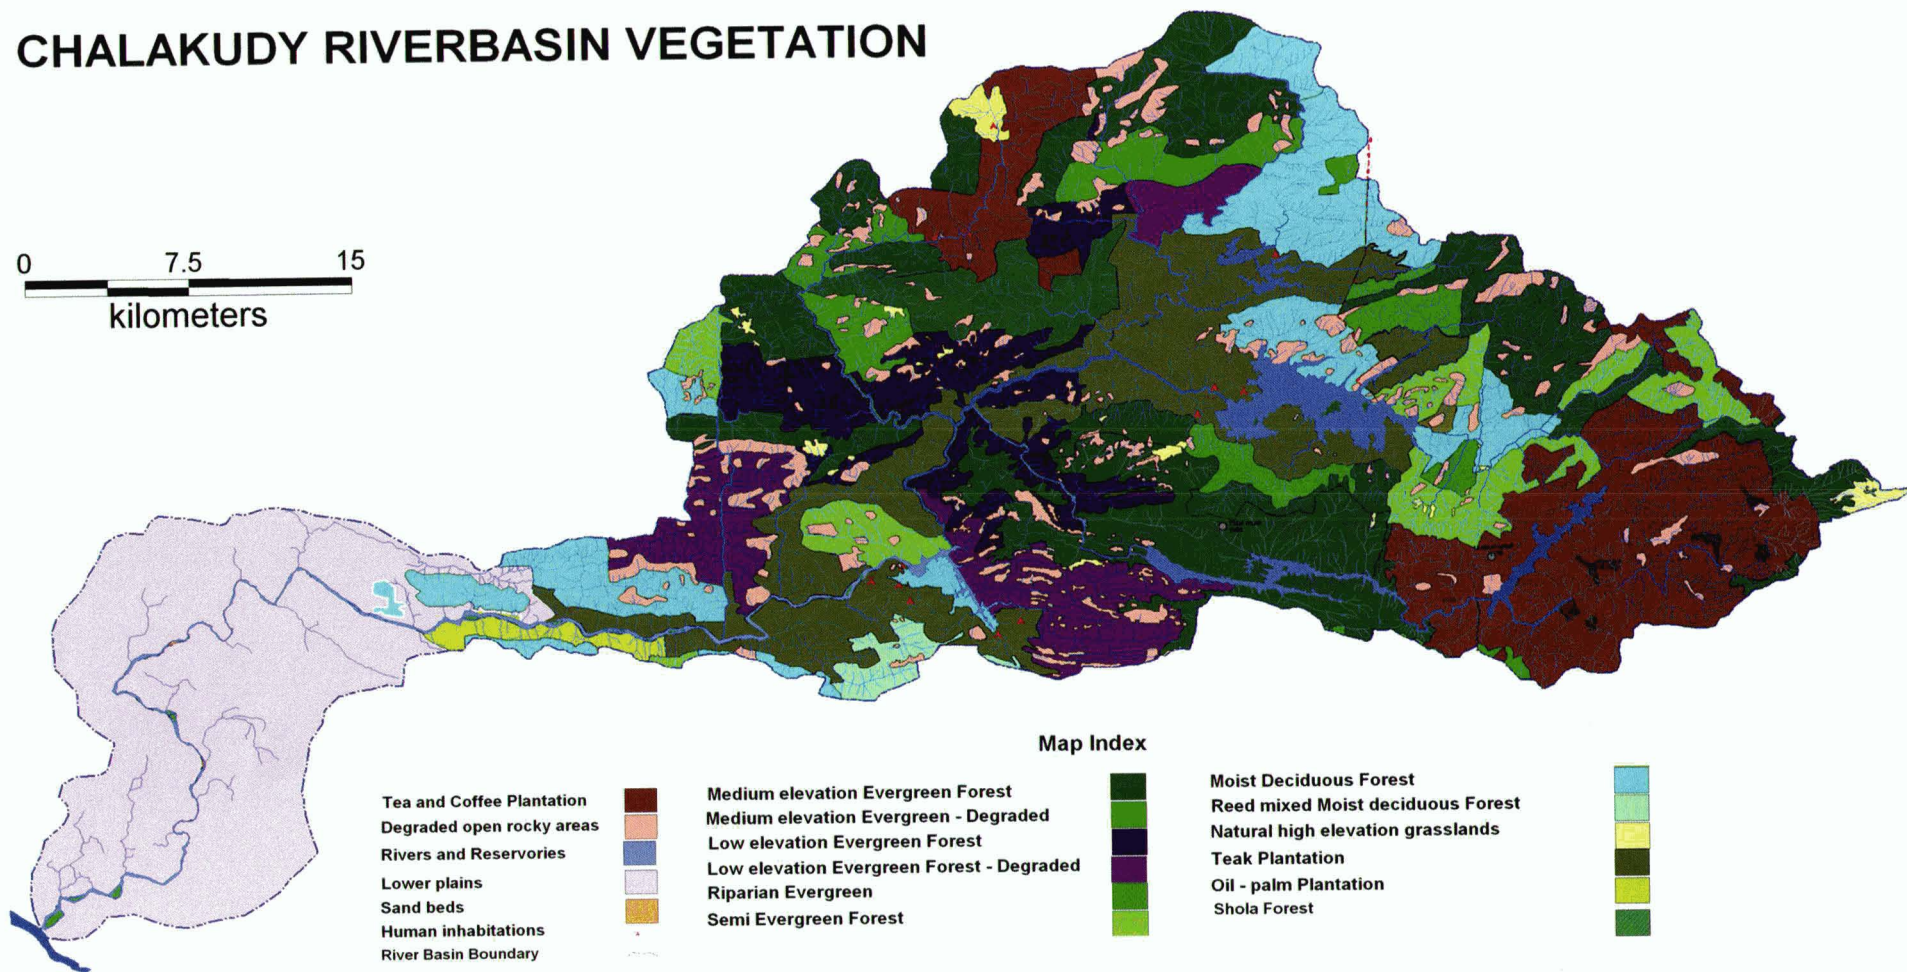 CHALAKUDY RIVERBASIN VEGETATION
0 7.5 15
kilometers
Map Index
Tea and Coffee Plantation
Degraded open rocky areas
Rivers and Reservories
Lower plains
Sand beds
Human inhabitations
River Basin Boundary
Medium elevation Evergreen Forest
Medium elevation Evergreen - Degraded
Low elevation Evergreen Forest
Low elevation Evergreen Forest - Degraded
Riparian Evergreen
Semi Evergreen Forest
Moist Deciduous Forest
Reed mixed Moist deciduous Forest
Natural high elevation grasslands
Teak Plantation
Oil - palm Plantation
Shola Forest